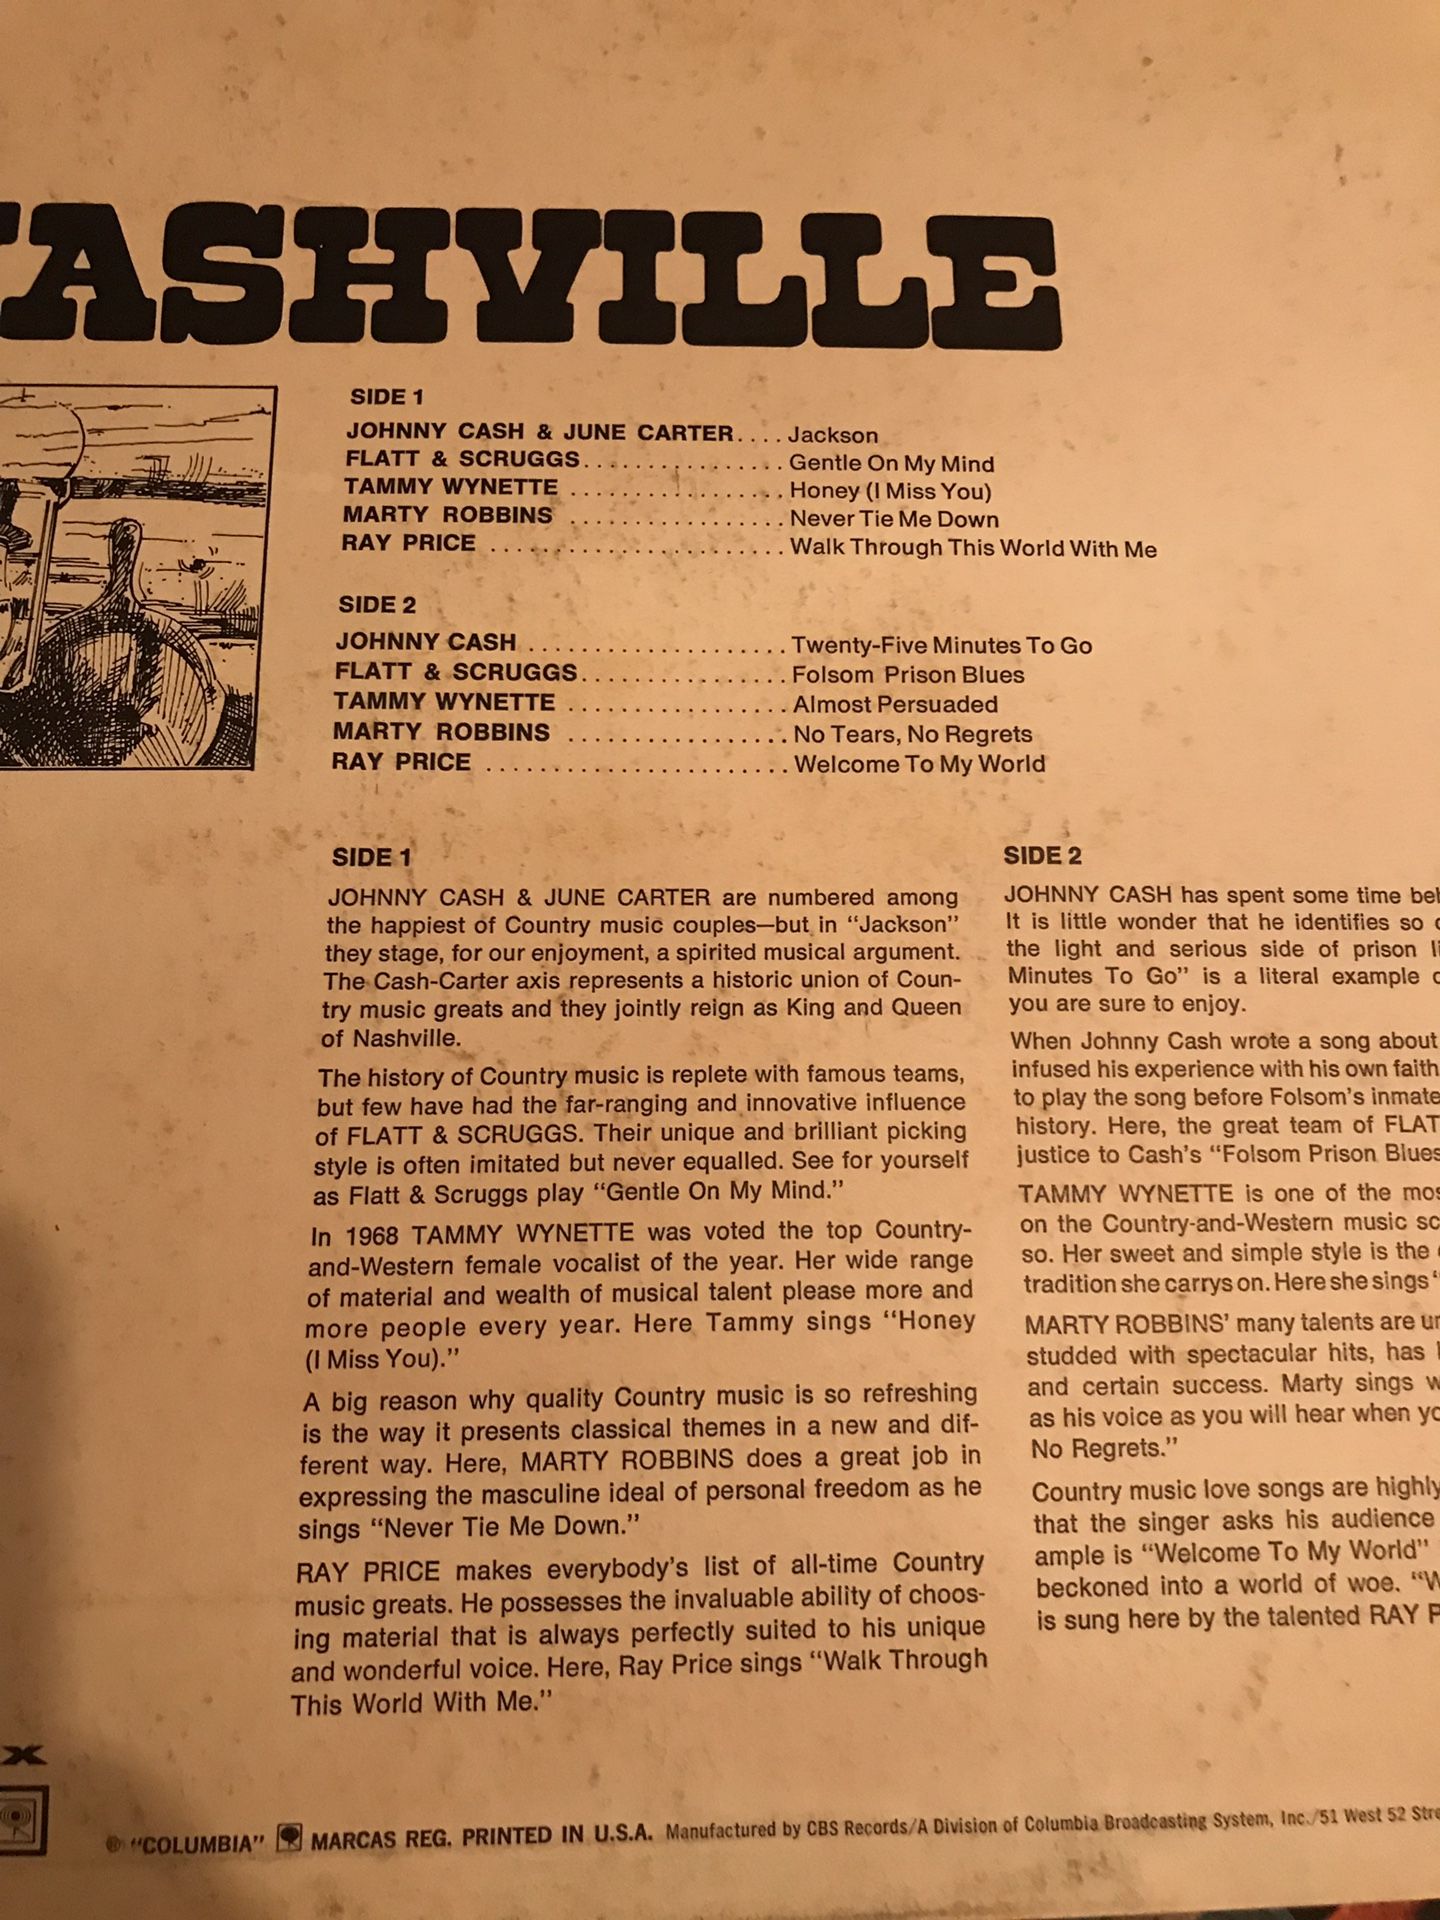 NASHVILLE
SIDE 1
JOHNNY CASH & JUNE CARTER.... Jackson
FLATT & SCRUGGS................ Gentle On My Mind
TAMMY WYNETTE ................. Honey (I Miss You)
MARTY ROBBINS ................. Never Tie Me Down
RAY PRICE ....................... Walk Through This World With Me
SIDE 2
JOHNNY CASH .................... Twenty-Five Minutes To Go
FLATT & SCRUGGS................ Folsom Prison Blues
TAMMY WYNETTE ................. Almost Persuaded
MARTY ROBBINS ................. No Tears, No Regrets
RAY PRICE ....................... Welcome To My World
SIDE 1
JOHNNY CASH & JUNE CARTER are numbered among
the happiest of Country music couples—but in "Jackson"
they stage, for our enjoyment, a spirited musical argument.
The Cash-Carter axis represents a historic union of Coun-
try music greats and they jointly reign as King and Queen
of Nashville.
The history of Country music is replete with famous teams,
but few have had the far-ranging and innovative influence
of FLATT & SCRUGGS. Their unique and brilliant picking
style is often imitated but never equalled. See for yourself
as Flatt & Scruggs play "Gentle On My Mind."
In 1968 TAMMY WYNETTE was voted the top Country-
and-Western female vocalist of the year. Her wide range
of material and wealth of musical talent please more and
more people every year. Here Tammy sings "Honey
(I Miss You)."
A big reason why quality Country music is so refreshing
is the way it presents classical themes in a new and dif-
ferent way. Here, MARTY ROBBINS does a great job in
expressing the masculine ideal of personal freedom as he
sings "Never Tie Me Down."
RAY PRICE makes everybody's list of all-time Country
music greats. He possesses the invaluable ability of choos-
ing material that is always perfectly suited to his unique
and wonderful voice. Here, Ray Price sings "Walk Through
This World With Me."
SIDE 2
JOHNNY CASH has spent some time
It is little wonder that he identifies so
the light and serious side of prison
Minutes To Go" is a literal example
you are sure to enjoy.
When Johnny Cash wrote a song about
infused his experience with his own faith
to play the song before Folsom's
history. Here, the great team of
justice to Cash's "Folsom Prison Blues
TAMMY WYNETTE is one of the
on the Country-and-Western music
so. Her sweet and simple style is the
tradition she carrys on. Here she sings "
MARTY ROBBINS' many talents are
studded with spectacular hits, has
and certain success. Marty sings
as his voice as you will hear when
No Regrets."
Country music love songs are highly
that the singer asks his audience
ample is "Welcome To My World"
beckoned into a world of woe.
is sung here by the talented RAY
X
® "COLUMBIA" MARCAS REG. PRINTED IN U.S.A. Manufactured by CBS Records/A Division of Columbia Broadcasting System, Inc./51 West 52